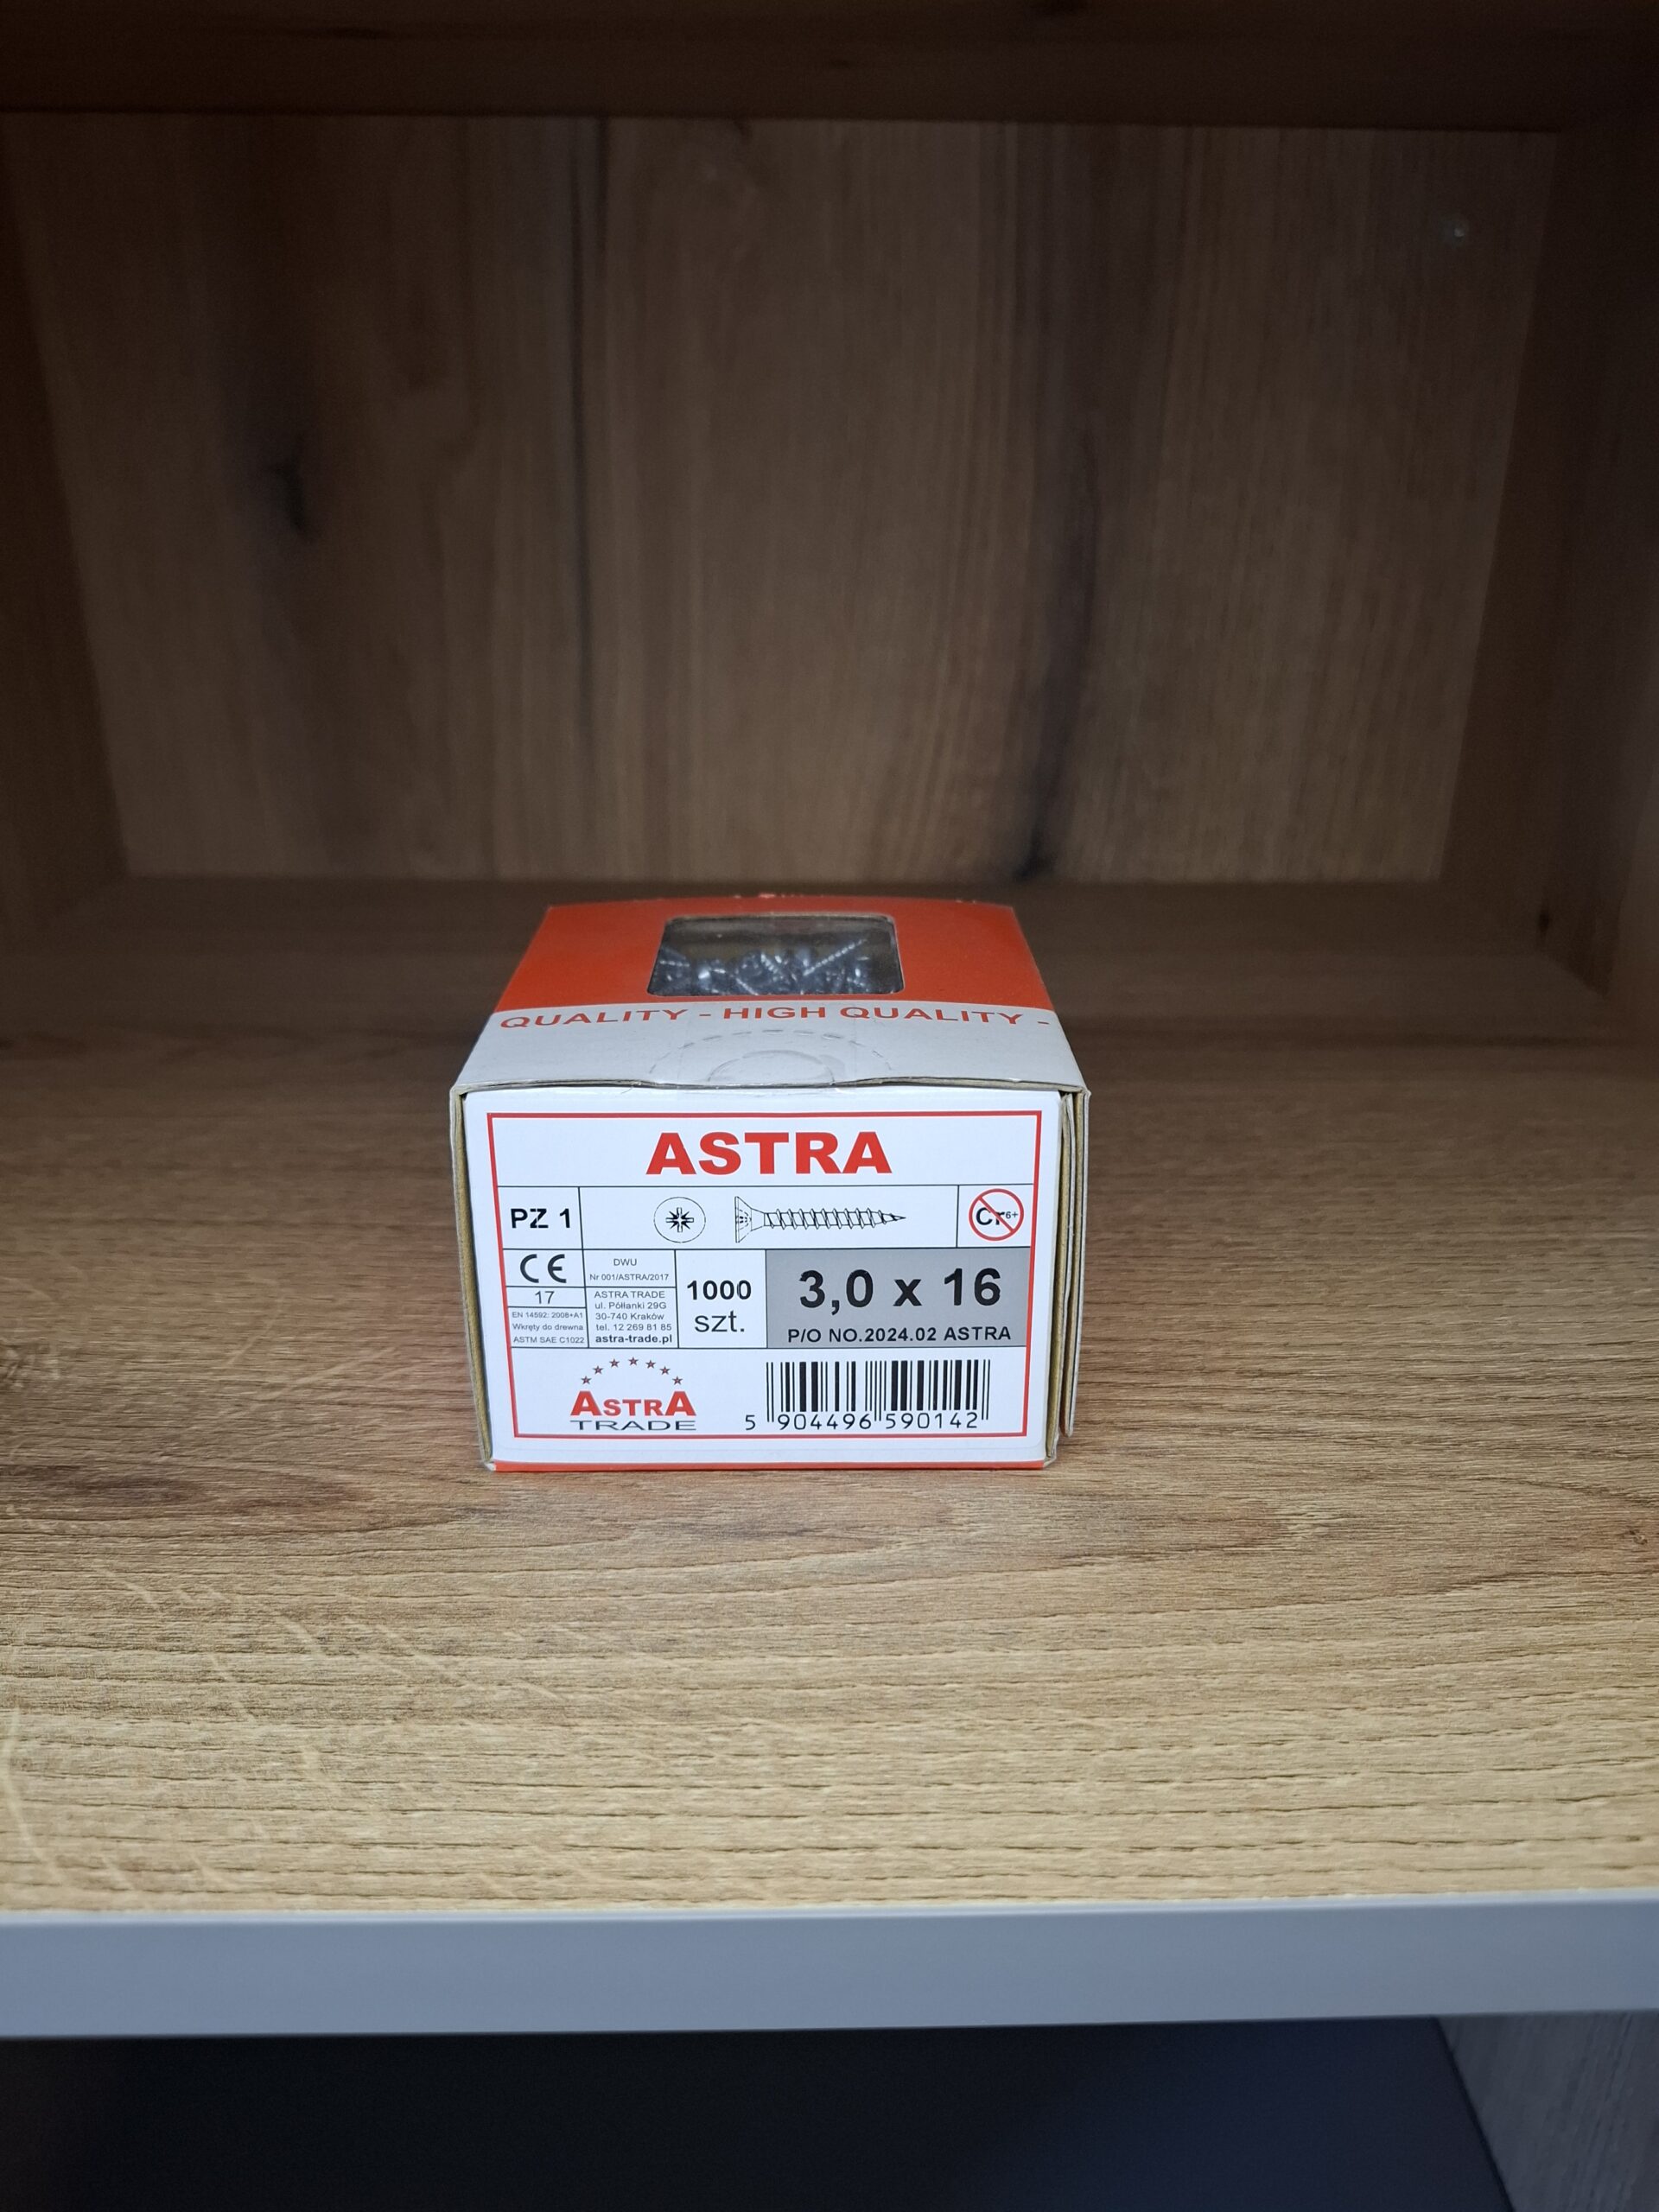 QUALITY - HIGH QUALITY -
ASTRA
PZ 1
Cr6+
CE
17
EN 14592: 2008+A1
Wkręty do drewna
ASTM SAE C1022
DWU
Nr 001/ASTRA/2017
ASTRA TRADE
ul. Półłanki 29G
30-740 Kraków
tel. 12 269 81 85
astra-trade.pl
1000
szt.
3,0 x 16
P/O NO.2024.02 ASTRA
ASTRA
TRADE
5 904496 590142